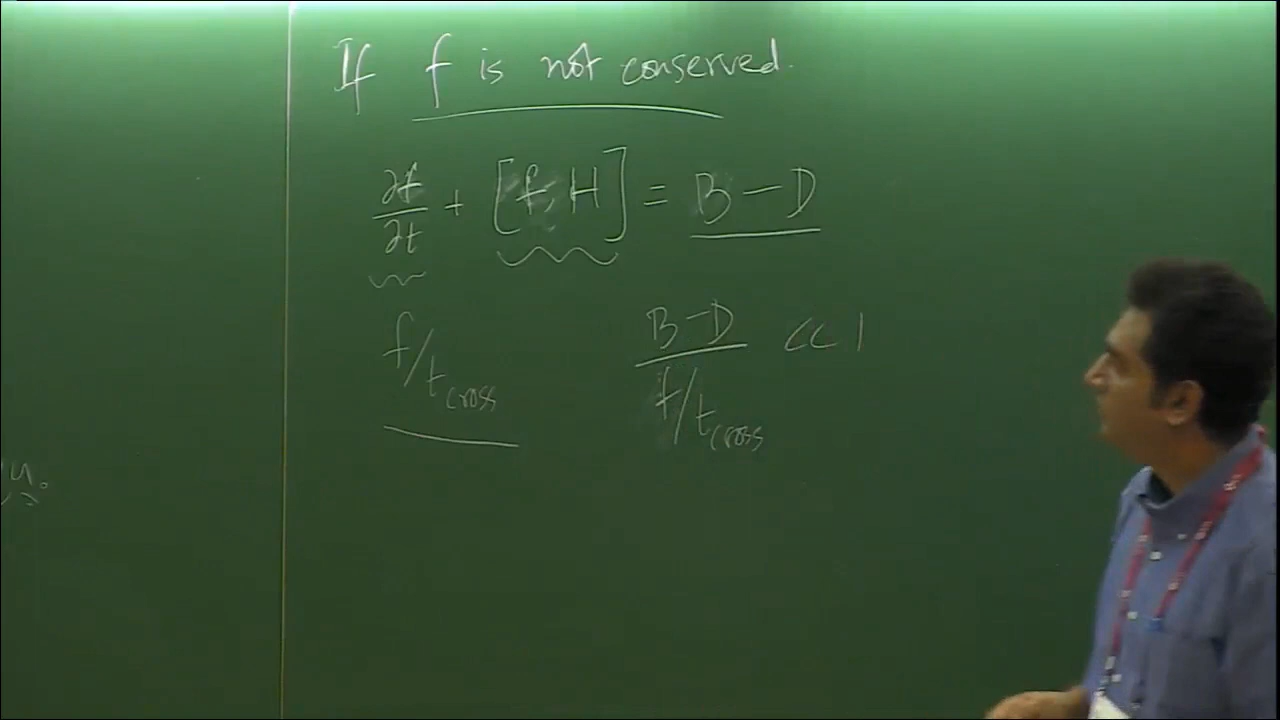 If f is not conserved.
∂f/∂t + [f, H] = B - D
f/t_cross
(B - D)/(f/t_cross) << 1
u.